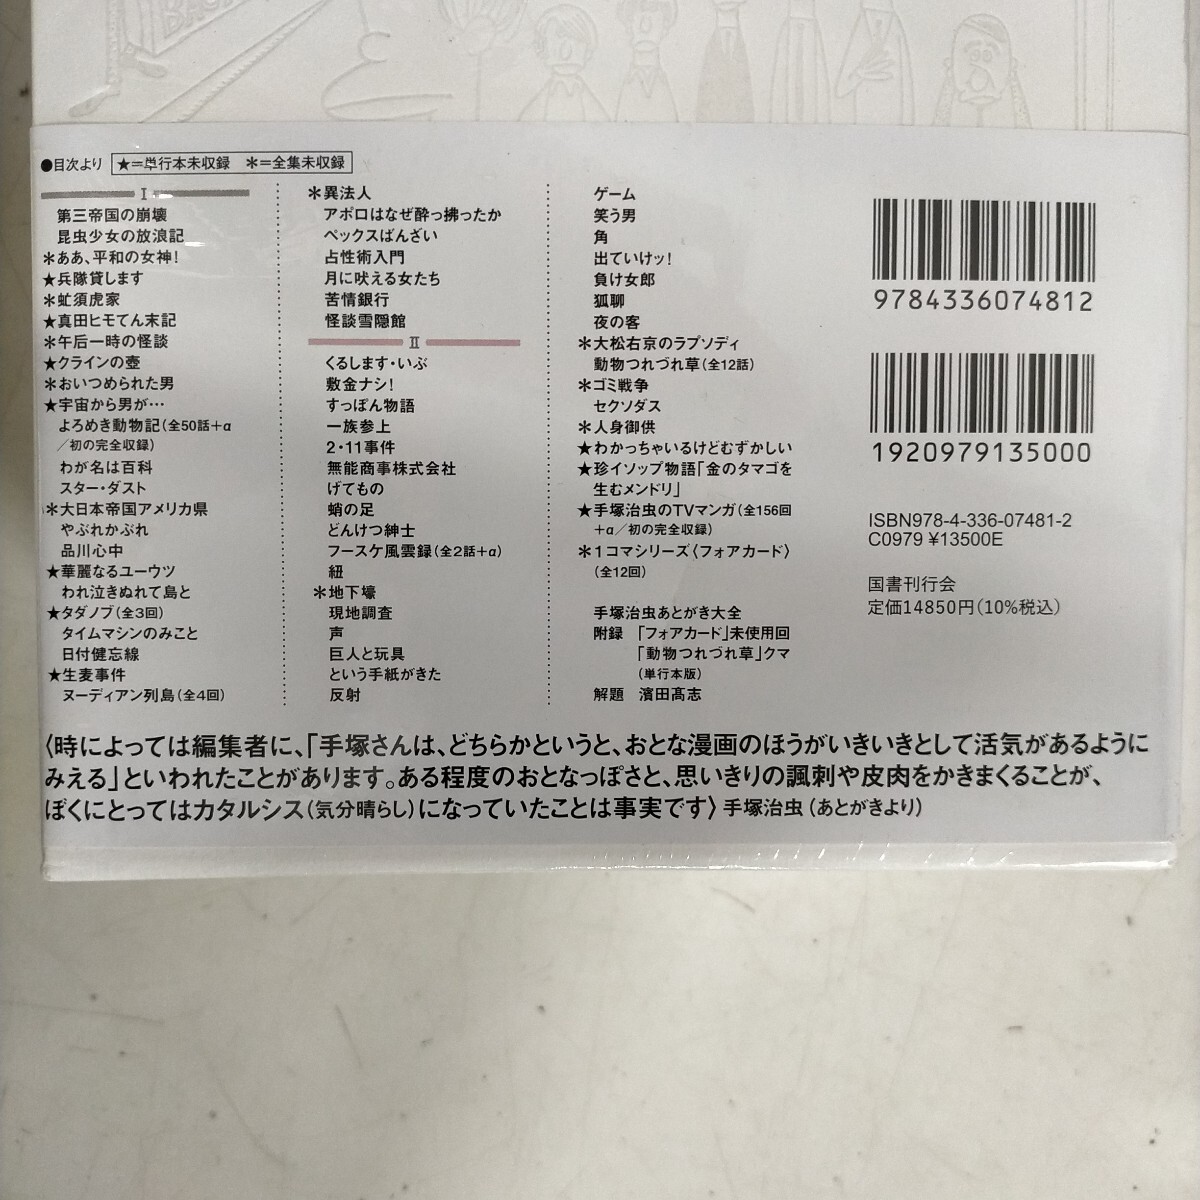 ●目次より ★=単行本未収録 *=全集未収録
I
第三帝国の崩壊
昆虫少女の放浪記
*ああ、平和の女神!
★兵隊貸します
*虻須虎家
★真田ヒモてん末記
*午后一時の怪談
★クラインの壺
*おいつめられた男
★宇宙から男が…
よろめき動物記(全50話+α
/初の完全収録)
わが名は百科
スター・ダスト
*大日本帝国アメリカ県
やぶれかぶれ
品川心中
★華麗なるユーウツ
われ泣きぬれて島と
★タダノブ(全3回)
タイムマシンのみこと
日付健忘線
★生麦事件
ヌーディアン列島(全4回)
*異法人
アポロはなぜ酔っ拂ったか
ペックスばんざい
占性術入門
月に吠える女たち
苦情銀行
怪談雪隠館
II
くるします・いぶ
敷金ナシ!
すっぽん物語
一族参上
2・11事件
無能商事株式会社
げてもの
蛸の足
どんけつ紳士
フースケ風雲録(全2話+α)
紐
*地下壕
現地調査
声
巨人と玩具
という手紙がきた
反射
ゲーム
笑う男
角
出ていけッ!
負け女郎
狐聊
夜の客
*大松右京のラプソディ
動物つれづれ草(全12話)
*ゴミ戦争
セクソダス
*人身御供
★わかっちゃいるけどむずかしい
★珍イソップ物語「金のタマゴを
生むメンドリ」
★手塚治虫のTVマンガ(全156回
+α/初の完全収録)
*1コマシリーズ〈フォアカード〉
(全12回)
手塚治虫あとがき大全
附録 「フォアカード」未使用回
「動物つれづれ草」クマ
(単行本版)
解題 濱田髙志
9784336074812
1920979135000
ISBN978-4-336-07481-2
C0979 ¥13500E
国書刊行会
定価14850円(10%税込)
〈時によっては編集者に、「手塚さんは、どちらかというと、おとな漫画のほうがいきいきとして活気があるように
みえる」といわれたことがあります。ある程度のおとなっぽさと、思いきりの諷刺や皮肉をかきまくることが、
ぼくにとってはカタルシス(気分晴らし)になっていたことは事実です〉手塚治虫(あとがきより)